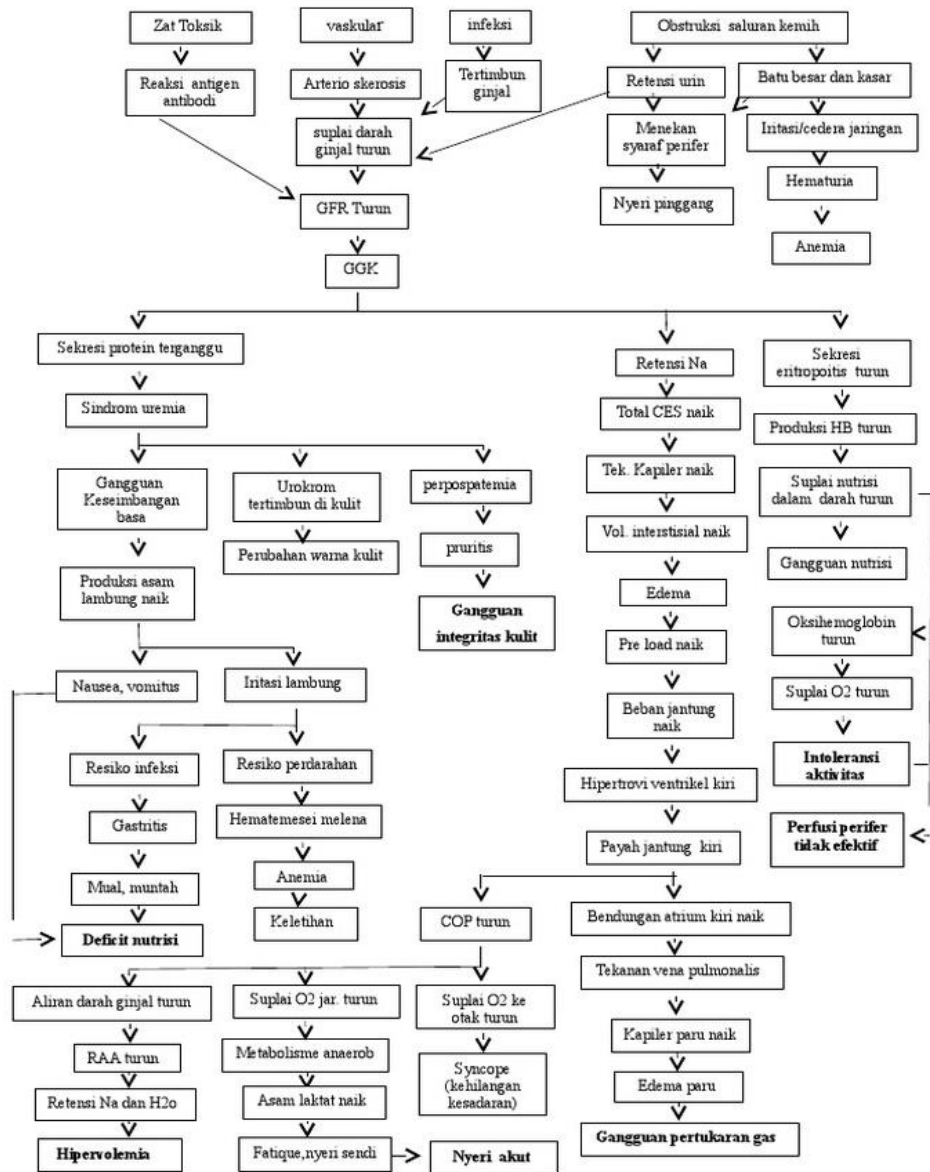 Zat Toksik
vaskular
infeksi
Obstruksi saluran kemih
Reaksi antigen
antibodi
Arterio skerosis
Tertimbun
ginjal
Retensi urin
Batu besar dan kasar
suplai darah
ginjal turun
Menekan
syaraf perifer
Iritasi/cedera jaringan
GFR Turun
Nyeri pinggang
Hematuria
GGK
Anemia
Sekresi protein terganggu
Retensi Na
Sekresi
eritropoitis turun
Sindrom uremia
Total CES naik
Produksi HB turun
Gangguan
Keseimbangan
basa
Urokrom
tertimbun di kulit
perpospatemia
Tek. Kapiler naik
Suplai nutrisi
dalam darah turun
Perubahan warna kulit
pruritis
Vol. interstisial naik
Gangguan nutrisi
Produksi asam
lambung naik
Gangguan
integritas kulit
Edema
Oksihemoglobin
turun
Pre load naik
Nausea, vomitus
Iritasi lambung
Suplai O2 turun
Beban jantung
naik
Resiko infeksi
Resiko perdarahan
Intoleransi
aktivitas
Hipertrovi ventrikel kiri
Gastritis
Hematemesei melena
Perfusi perifer
tidak efektif
Payah jantung kiri
Mual, muntah
Anemia
Keletihan
COP turun
Bendungan atrium kiri naik
Deficit nutrisi
Tekanan vena pulmonalis
Aliran darah ginjal turun
Suplai O2 jar. turun
Suplai O2 ke
otak turun
Kapiler paru naik
RAA turun
Metabolisme anaerob
Syncope
(kehilangan
kesadaran)
Edema paru
Retensi Na dan H2o
Asam laktat naik
Gangguan pertukaran gas
Hipervolemia
Fatique,nyeri sendi
Nyeri akut